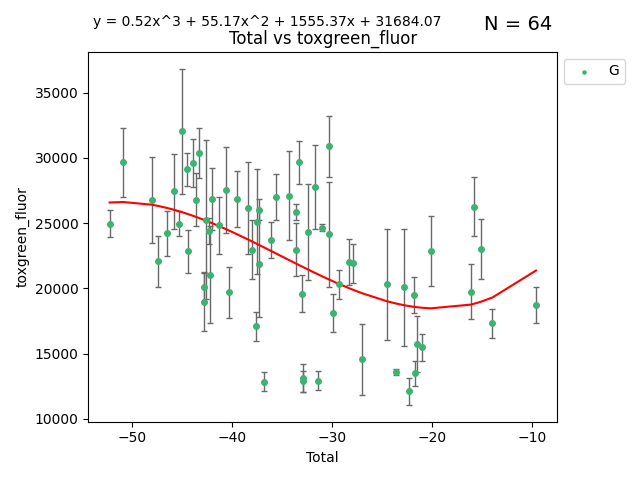 y = 0.52x^3 + 55.17x^2 + 1555.37x + 31684.07
N = 64
Total vs toxgreen_fluor
G
35000
30000
25000
20000
15000
10000
toxgreen_fluor
−50
−40
−30
−20
−10
Total